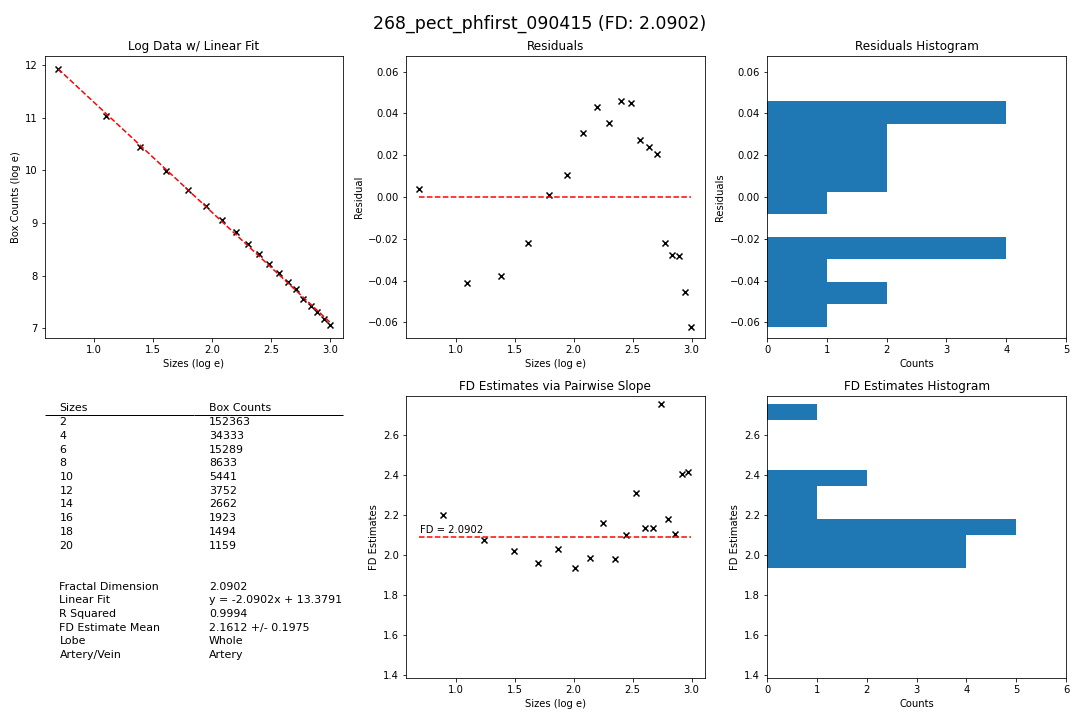 268_pect_phfirst_090415 (FD: 2.0902)
Log Data w/ Linear Fit
12
11
10
9
8
7
Box Counts (log e)
1.0 1.5 2.0 2.5 3.0
Sizes (log e)
Residuals
0.06
0.04
0.02
0.00
−0.02
−0.04
−0.06
Residual
1.0 1.5 2.0 2.5 3.0
Sizes (log e)
Residuals Histogram
0.06
0.04
0.02
0.00
−0.02
−0.04
−0.06
Residuals
0 1 2 3 4 5
Counts
Sizes Box Counts
2 152363
4 34333
6 15289
8 8633
10 5441
12 3752
14 2662
16 1923
18 1494
20 1159
Fractal Dimension 2.0902
Linear Fit y = -2.0902x + 13.3791
R Squared 0.9994
FD Estimate Mean 2.1612 +/- 0.1975
Lobe Whole
Artery/Vein Artery
FD Estimates via Pairwise Slope
2.6
2.4
2.2
2.0
1.8
1.6
1.4
FD Estimates
FD = 2.0902
1.0 1.5 2.0 2.5 3.0
Sizes (log e)
FD Estimates Histogram
2.6
2.4
2.2
2.0
1.8
1.6
1.4
FD Estimates
0 1 2 3 4 5 6
Counts